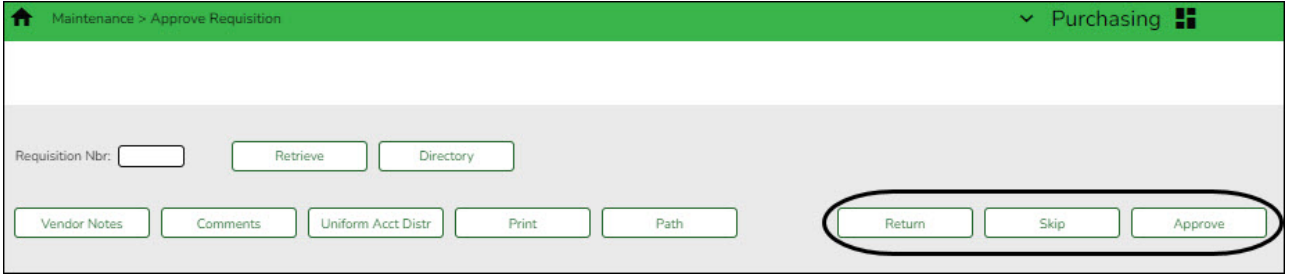 Maintenance > Approve Requisition Purchasing
Requisition Nbr: Retrieve Directory
Vendor Notes Comments Uniform Acct Distr Print Path Return Skip Approve